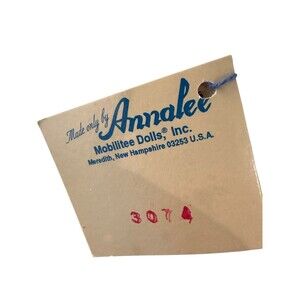 Made only by Annalee
Mobilitee Dolls®, Inc.
Meredith, New Hampshire 03253 U.S.A.
3074